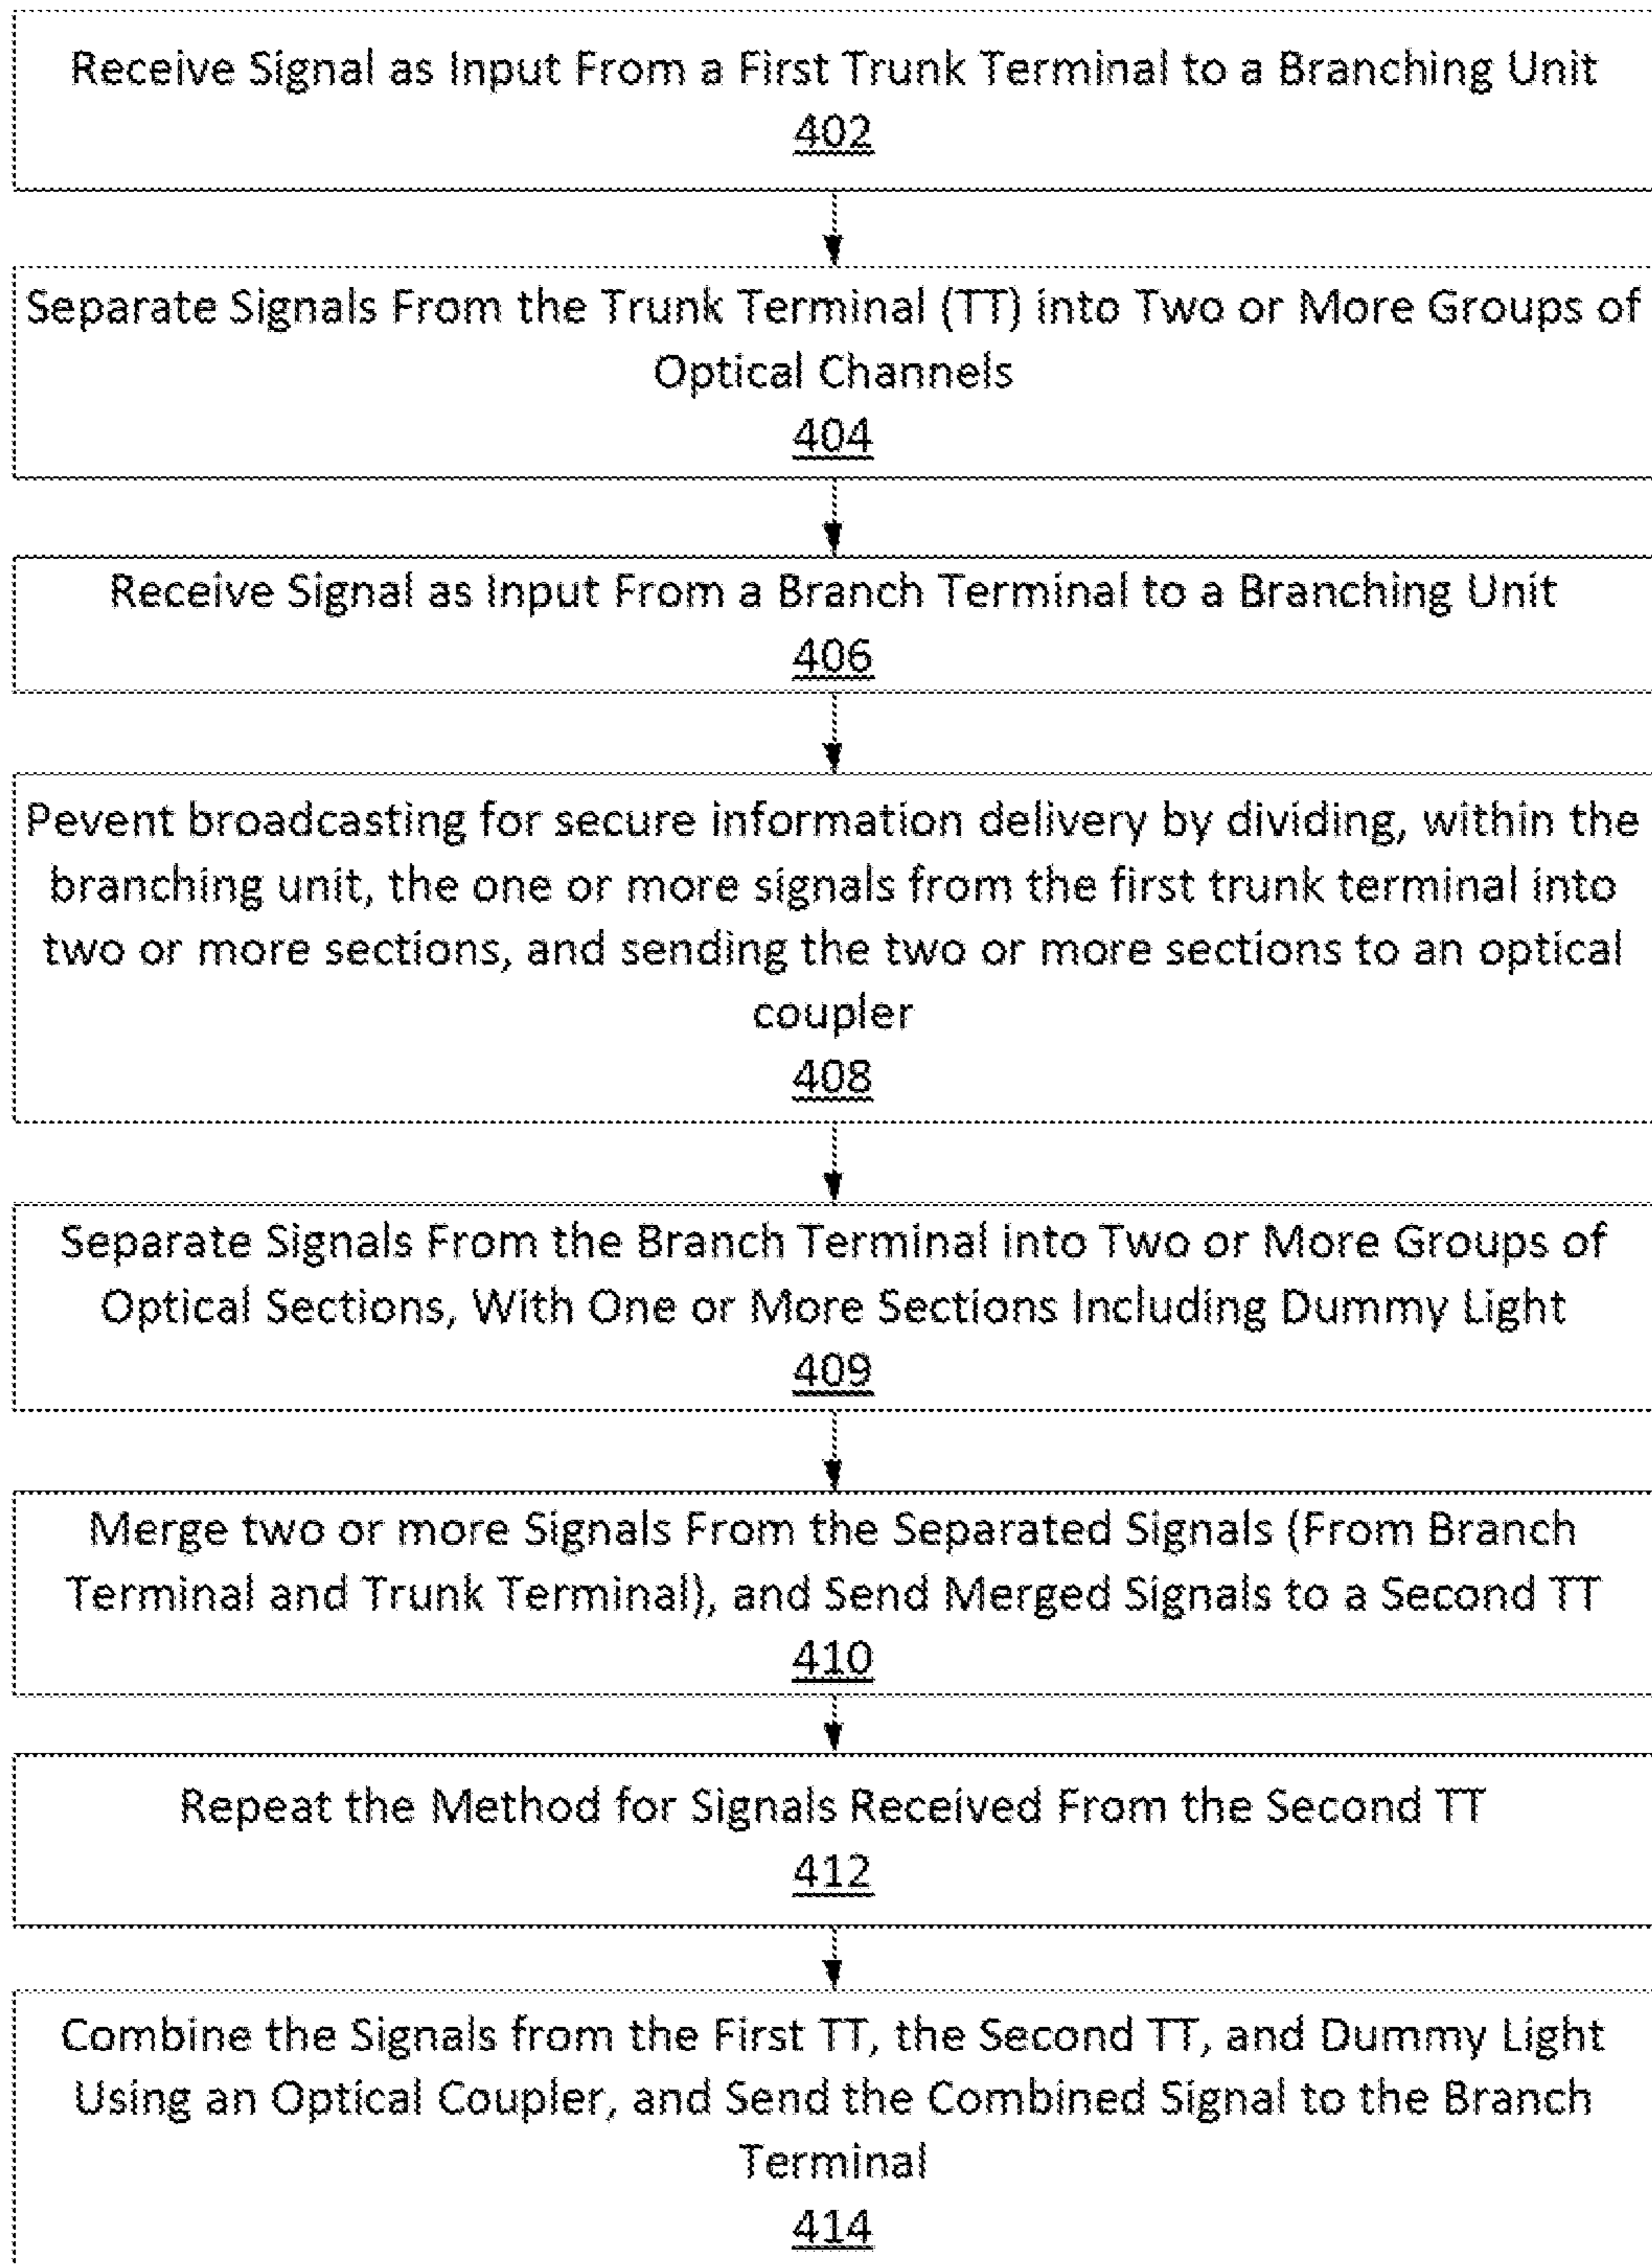 Receive Signal as Input From a First Trunk Terminal to a Branching Unit
402
Separate Signals From the Trunk Terminal (TT) into Two or More Groups of
Optical Channels
404
Receive Signal as Input From a Branch Terminal to a Branching Unit
406
Pevent broadcasting for secure information delivery by dividing, within the
branching unit, the one or more signals from the first trunk terminal into
two or more sections, and sending the two or more sections to an optical
coupler
408
Separate Signals From the Branch Terminal into Two or More Groups of
Optical Sections, With One or More Sections Including Dummy Light
409
Merge two or more Signals From the Separated Signals (From Branch
Terminal and Trunk Terminal), and Send Merged Signals to a Second TT
410
Repeat the Method for Signals Received From the Second TT
412
Combine the Signals from the First TT, the Second TT, and Dummy Light
Using an Optical Coupler, and Send the Combined Signal to the Branch
Terminal
414